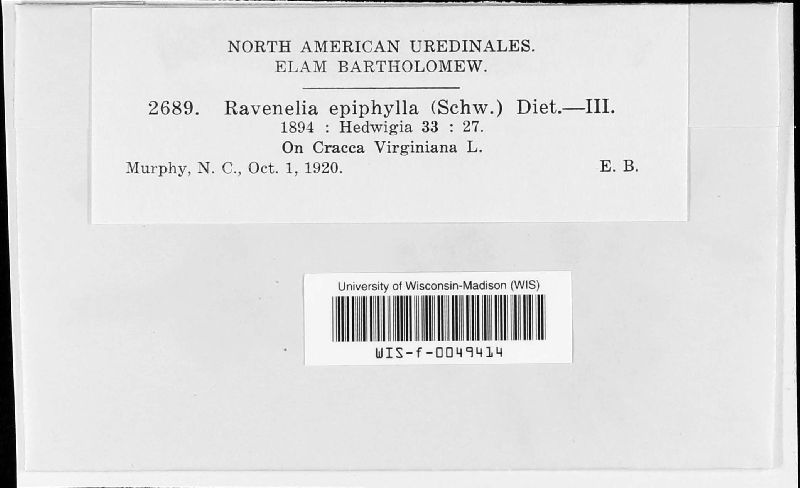 NORTH AMERICAN UREDINALES.
ELAM BARTHOLOMEW.
2689. Ravenelia epiphylla (Schw.) Diet.—III.
1894 : Hedwigia 33 : 27.
On Cracca Virginiana L.
Murphy, N. C., Oct. 1, 1920. E. B.
University of Wisconsin-Madison (WIS)
WIS-f-0049414